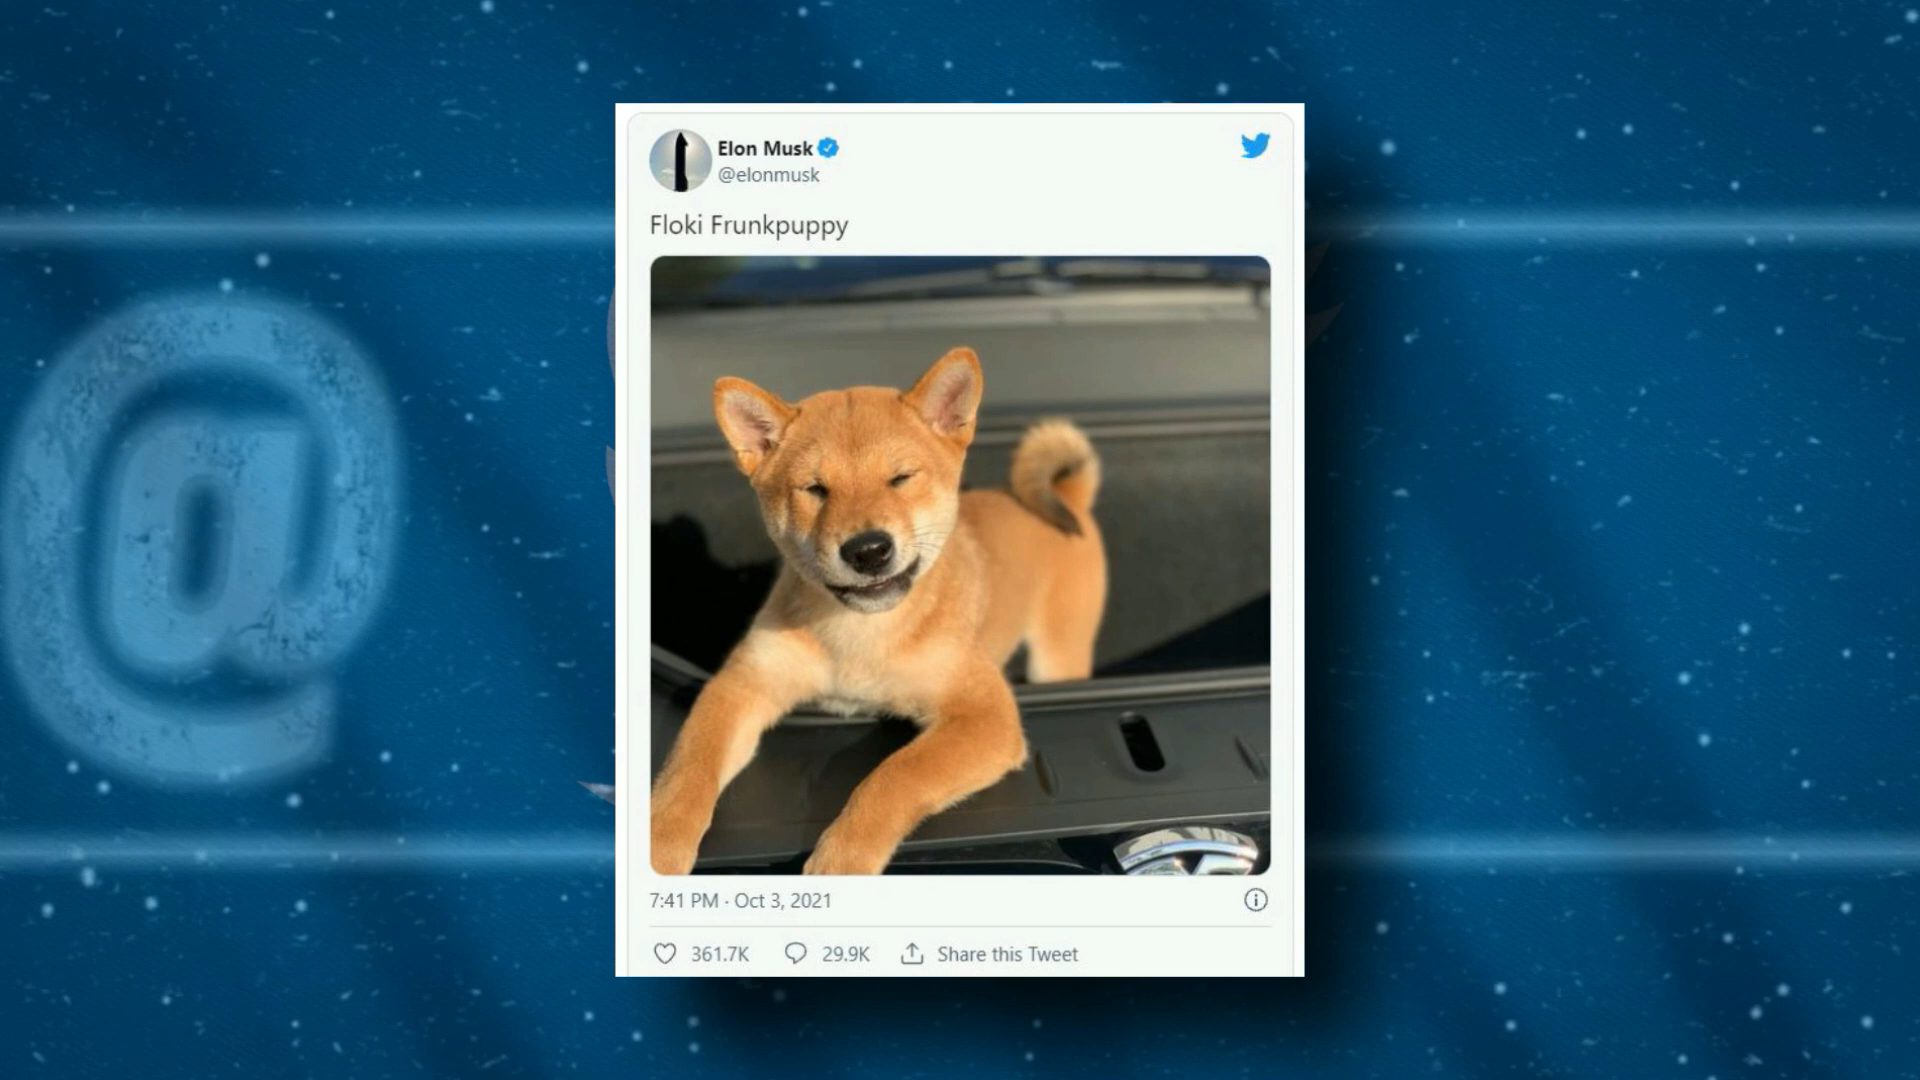 Elon Musk
@elonmusk
Floki Frunkpuppy
7:41 PM · Oct 3, 2021
361.7K 29.9K Share this Tweet
@